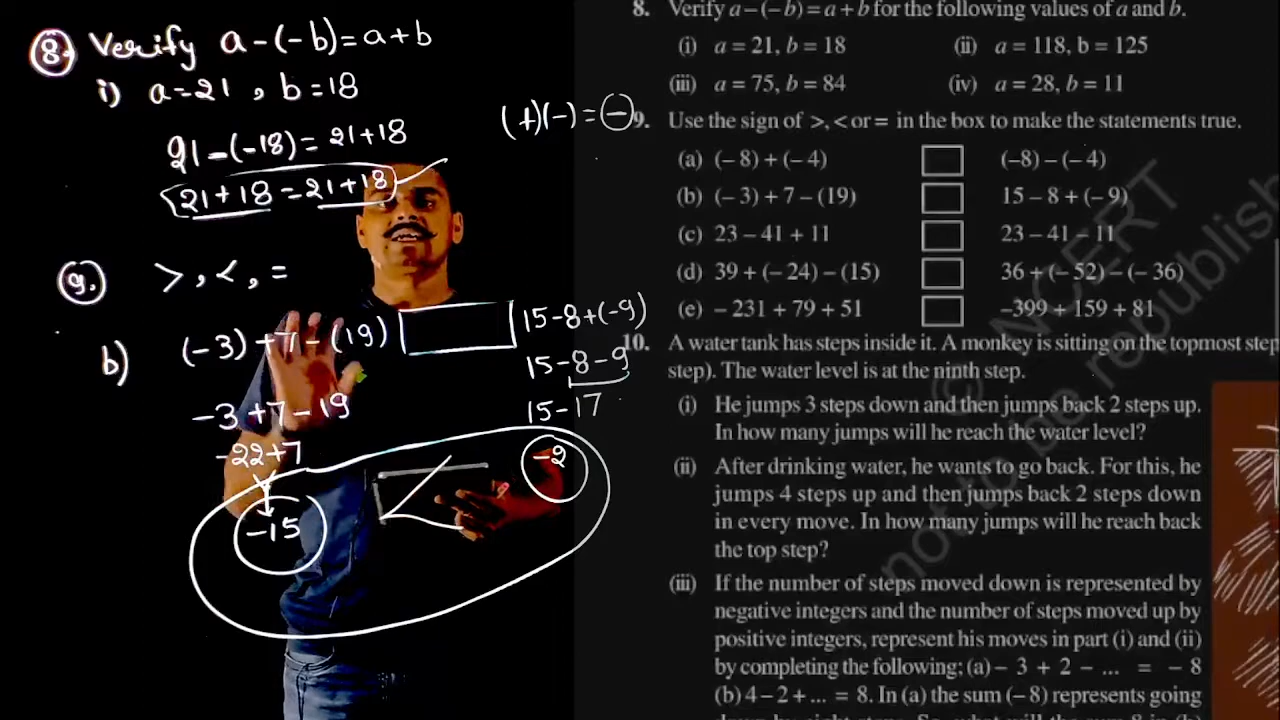 8. Verify a-(-b)=a+b
i) a=21 , b=18
21-(-18)=21+18
21+18=21+18
(+)(-)=-
9. >,<,=
b) (-3)+7-(19) 15-8+(-9)
15-8-9
-3+7-19 15-17
-22+7 -2
-15 <
8. Verify a – (– b) = a + b for the following values of a and b.
(i) a = 21, b = 18 (ii) a = 118, b = 125
(iii) a = 75, b = 84 (iv) a = 28, b = 11
9. Use the sign of >, < or = in the box to make the statements true.
(a) (– 8) + (– 4) (–8) – (– 4)
(b) (– 3) + 7 – (19) 15 – 8 + (– 9)
(c) 23 – 41 + 11 23 – 41 – 11
(d) 39 + (– 24) – (15) 36 + (– 52) – (– 36)
(e) – 231 + 79 + 51 –399 + 159 + 81
10. A water tank has steps inside it. A monkey is sitting on the topmost step
step). The water level is at the ninth step.
(i) He jumps 3 steps down and then jumps back 2 steps up.
In how many jumps will he reach the water level?
(ii) After drinking water, he wants to go back. For this, he
jumps 4 steps up and then jumps back 2 steps down
in every move. In how many jumps will he reach back
the top step?
(iii) If the number of steps moved down is represented by
negative integers and the number of steps moved up by
positive integers, represent his moves in part (i) and (ii)
by completing the following; (a) – 3 + 2 – ... = – 8
(b) 4 – 2 + ... = 8. In (a) the sum (– 8) represents going
© NCERT
not to be republish